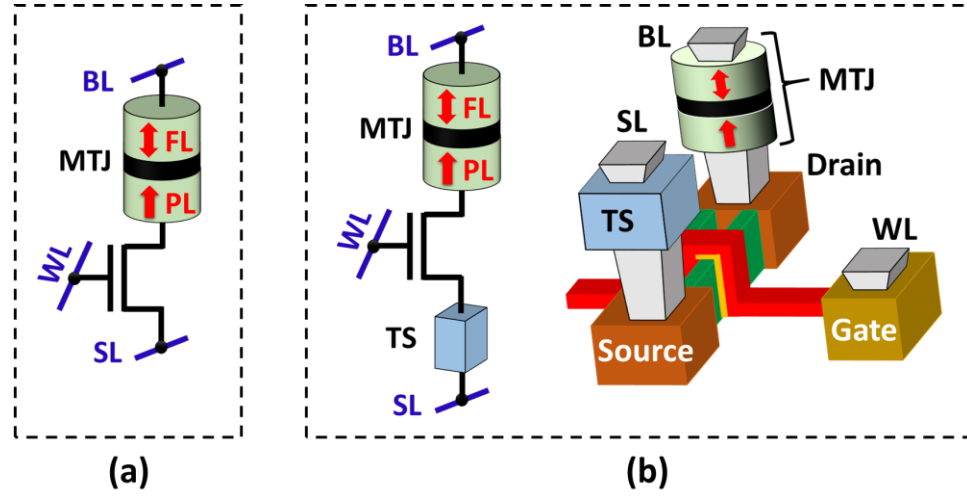 BL
MTJ
FL
PL
WL
SL
(a)
BL
MTJ
FL
PL
WL
TS
SL
BL
MTJ
SL
Drain
TS
WL
Source
Gate
(b)